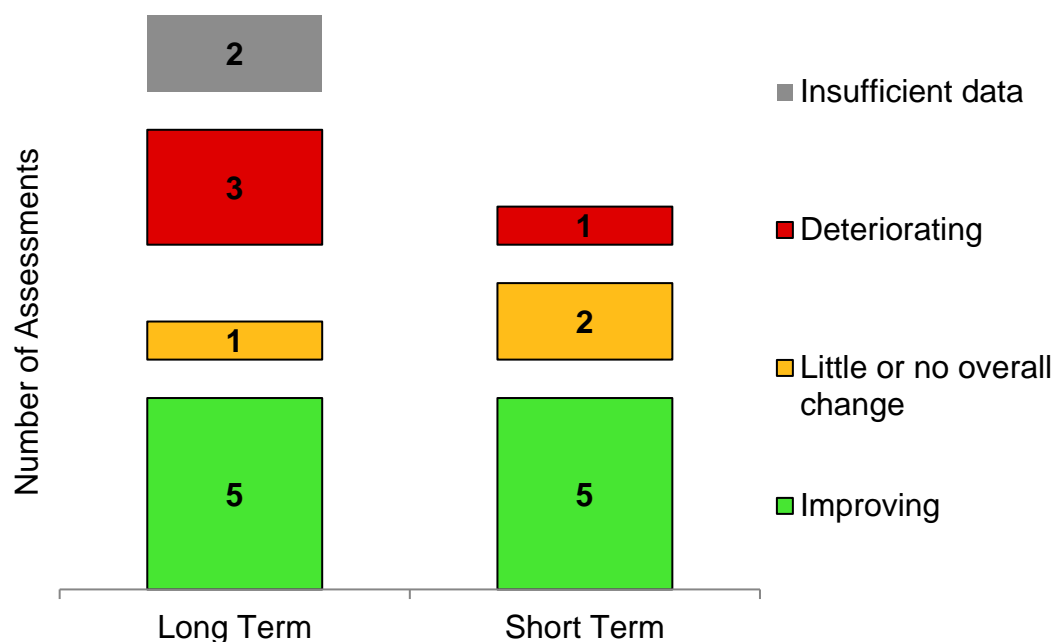 Number of Assessments
2
3
1
5
1
2
5
Long Term
Short Term
Insufficient data
Deteriorating
Little or no overall
change
Improving